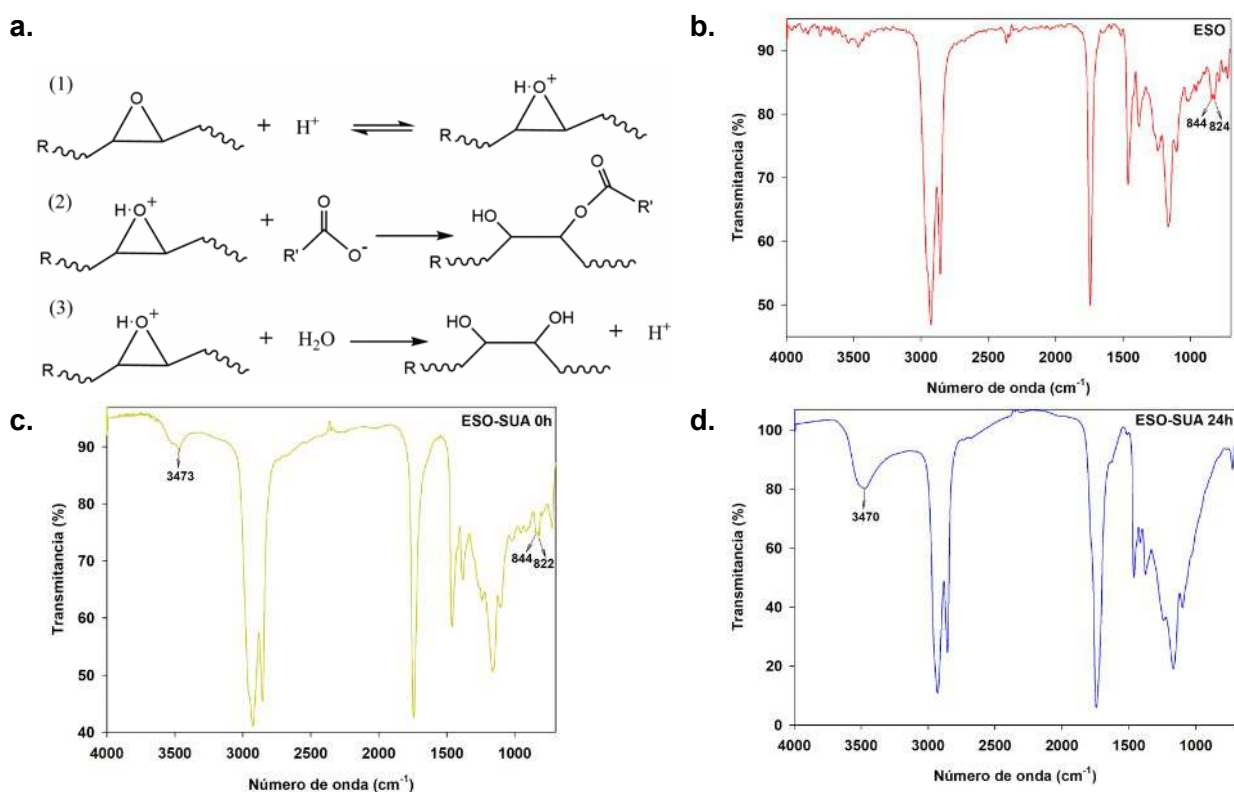 a.
(1)
O
R
+
H⁺
H·O⁺
R
(2)
H·O⁺
R
+
O
R'
O⁻
HO
O
O
R'
R
(3)
H·O⁺
R
+
H₂O
HO
OH
R
+
H⁺
b.
ESO
90
80
70
60
50
844
824
Transmitancia (%)
4000 3500 3000 2500 2000 1500 1000
Número de onda (cm⁻¹)
c.
ESO-SUA 0h
90
80
70
60
50
40
3473
844
822
Transmitancia (%)
4000 3500 3000 2500 2000 1500 1000
Número de onda (cm⁻¹)
d.
ESO-SUA 24h
100
80
60
40
20
0
3470
Transmitancia (%)
4000 3500 3000 2500 2000 1500 1000
Número de onda (cm⁻¹)